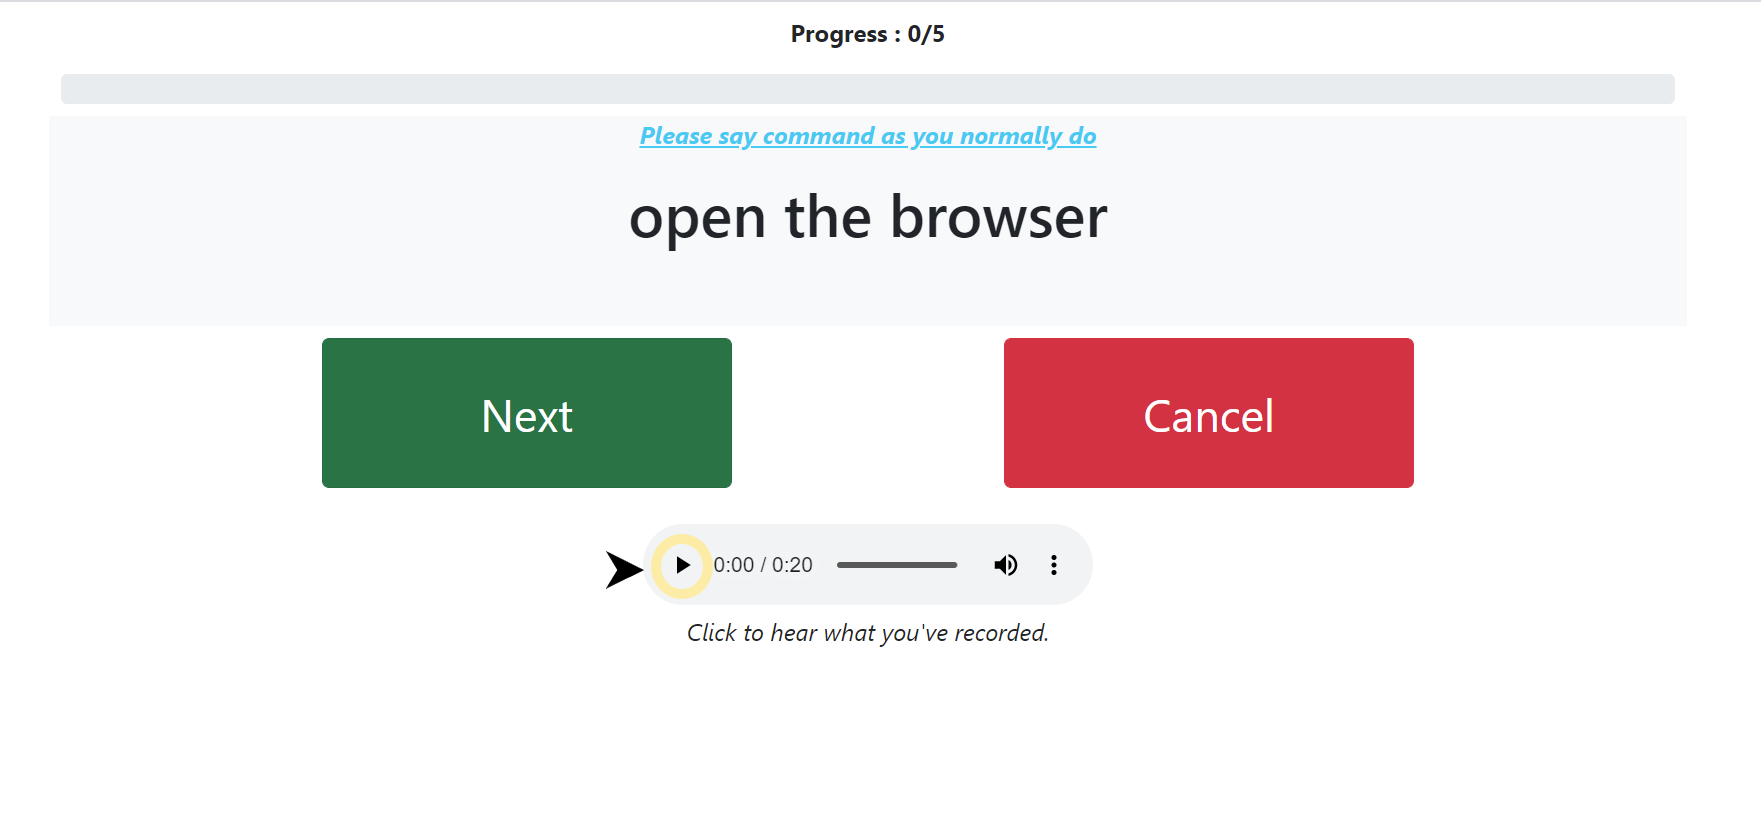 Progress : 0/5
Please say command as you normally do
open the browser
Next
Cancel
0:00 / 0:20
Click to hear what you've recorded.